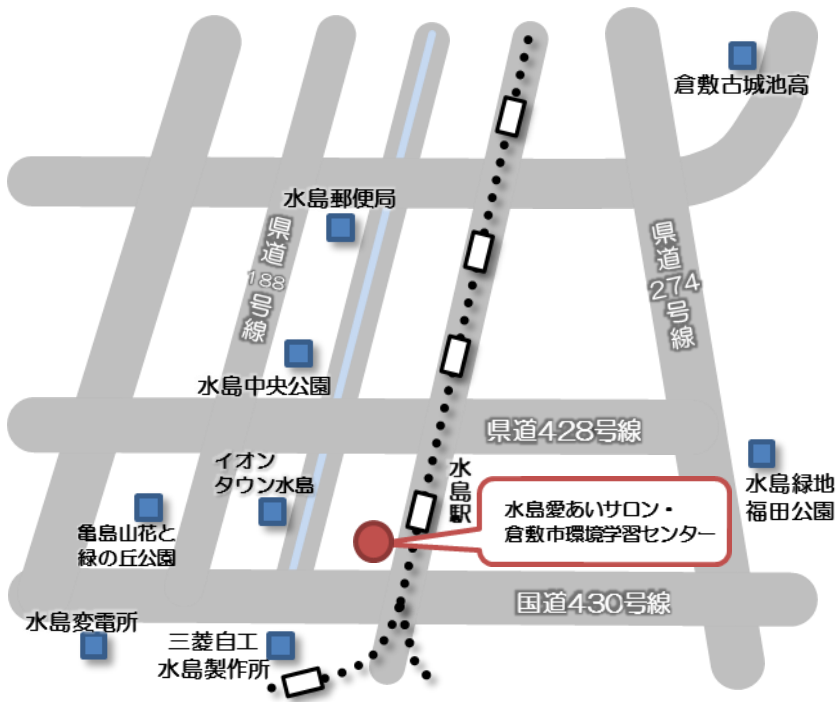 倉敷古城池高
水島郵便局
県道
188
号線
県道
274
号線
水島中央公園
県道428号線
イオン
タウン水島
水島駅
水島緑地
福田公園
水島愛あいサロン・
倉敷市環境学習センター
亀島山花と
緑の丘公園
国道430号線
水島変電所
三菱自工
水島製作所